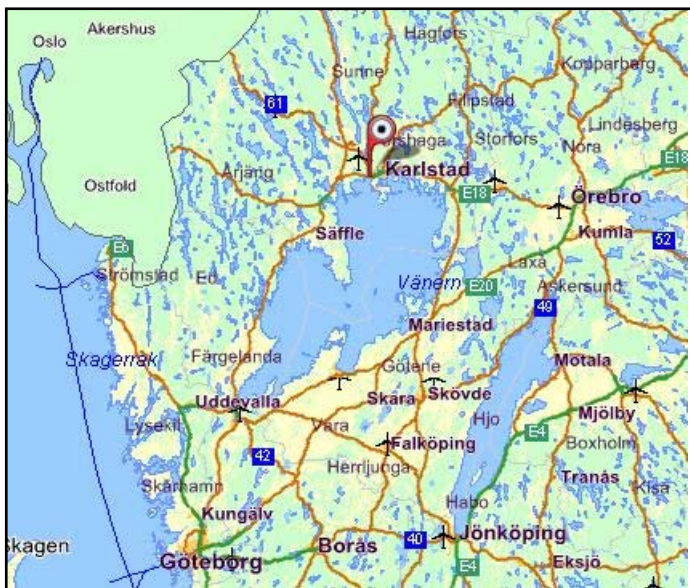 Akershus
Oslo
Hagfors
Sunne
Kopparberg
61
Filipstad
Lindesberg
Storfors
Nora
E18
Karlstad
Årjäng
Ostfold
E18
Örebro
Säffle
Kumla
52
E6
Strömstad
Ed
Vänern
Laxå
E20
Askersund
49
Mariestad
Skagerrak
Färgelanda
Götene
Motala
Skara
Skövde
Uddevalla
Hjo
Mjölby
Lysekil
Vara
E4
Falköping
Boxholm
42
Herrljunga
Tranås
Skärhamn
Kisa
Habo
Kungälv
Skagen
Göteborg
Borås
40
Jönköping
E4
Eksjö